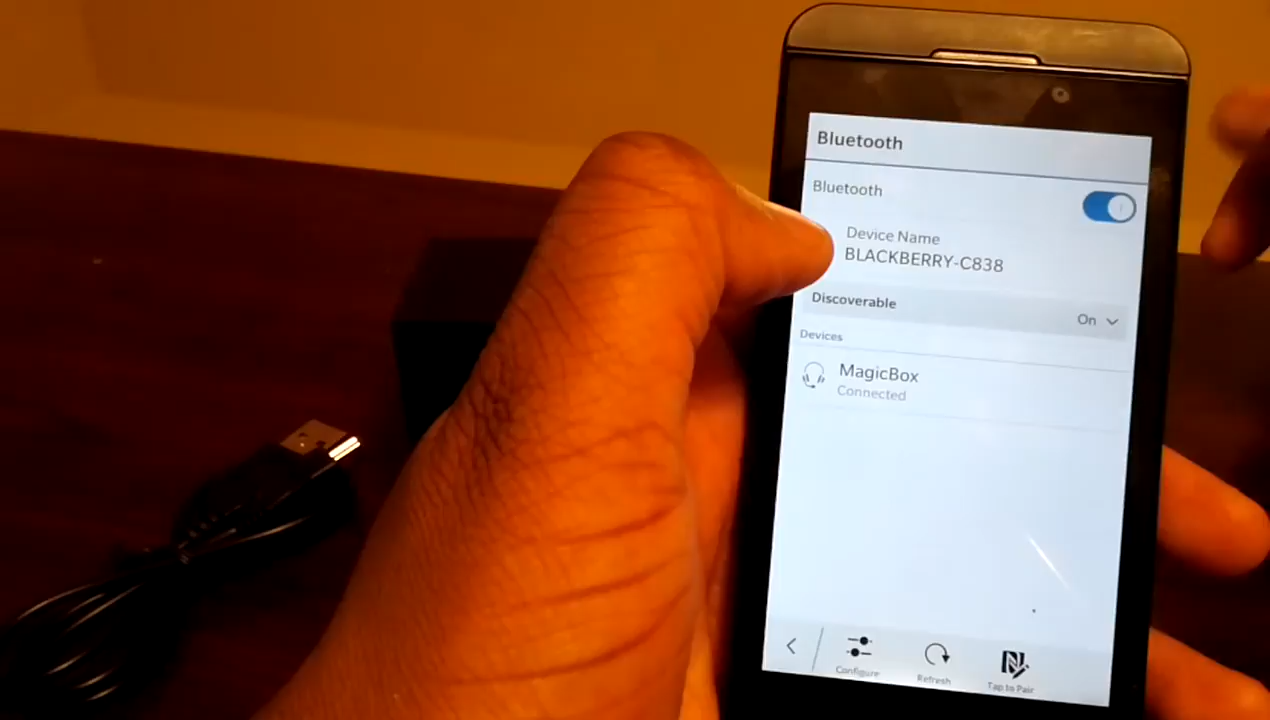 Bluetooth
Bluetooth
Device Name
BLACKBERRY-C838
Discoverable
On
Devices
MagicBox
Connected
Configure
Refresh
Tap to Pair